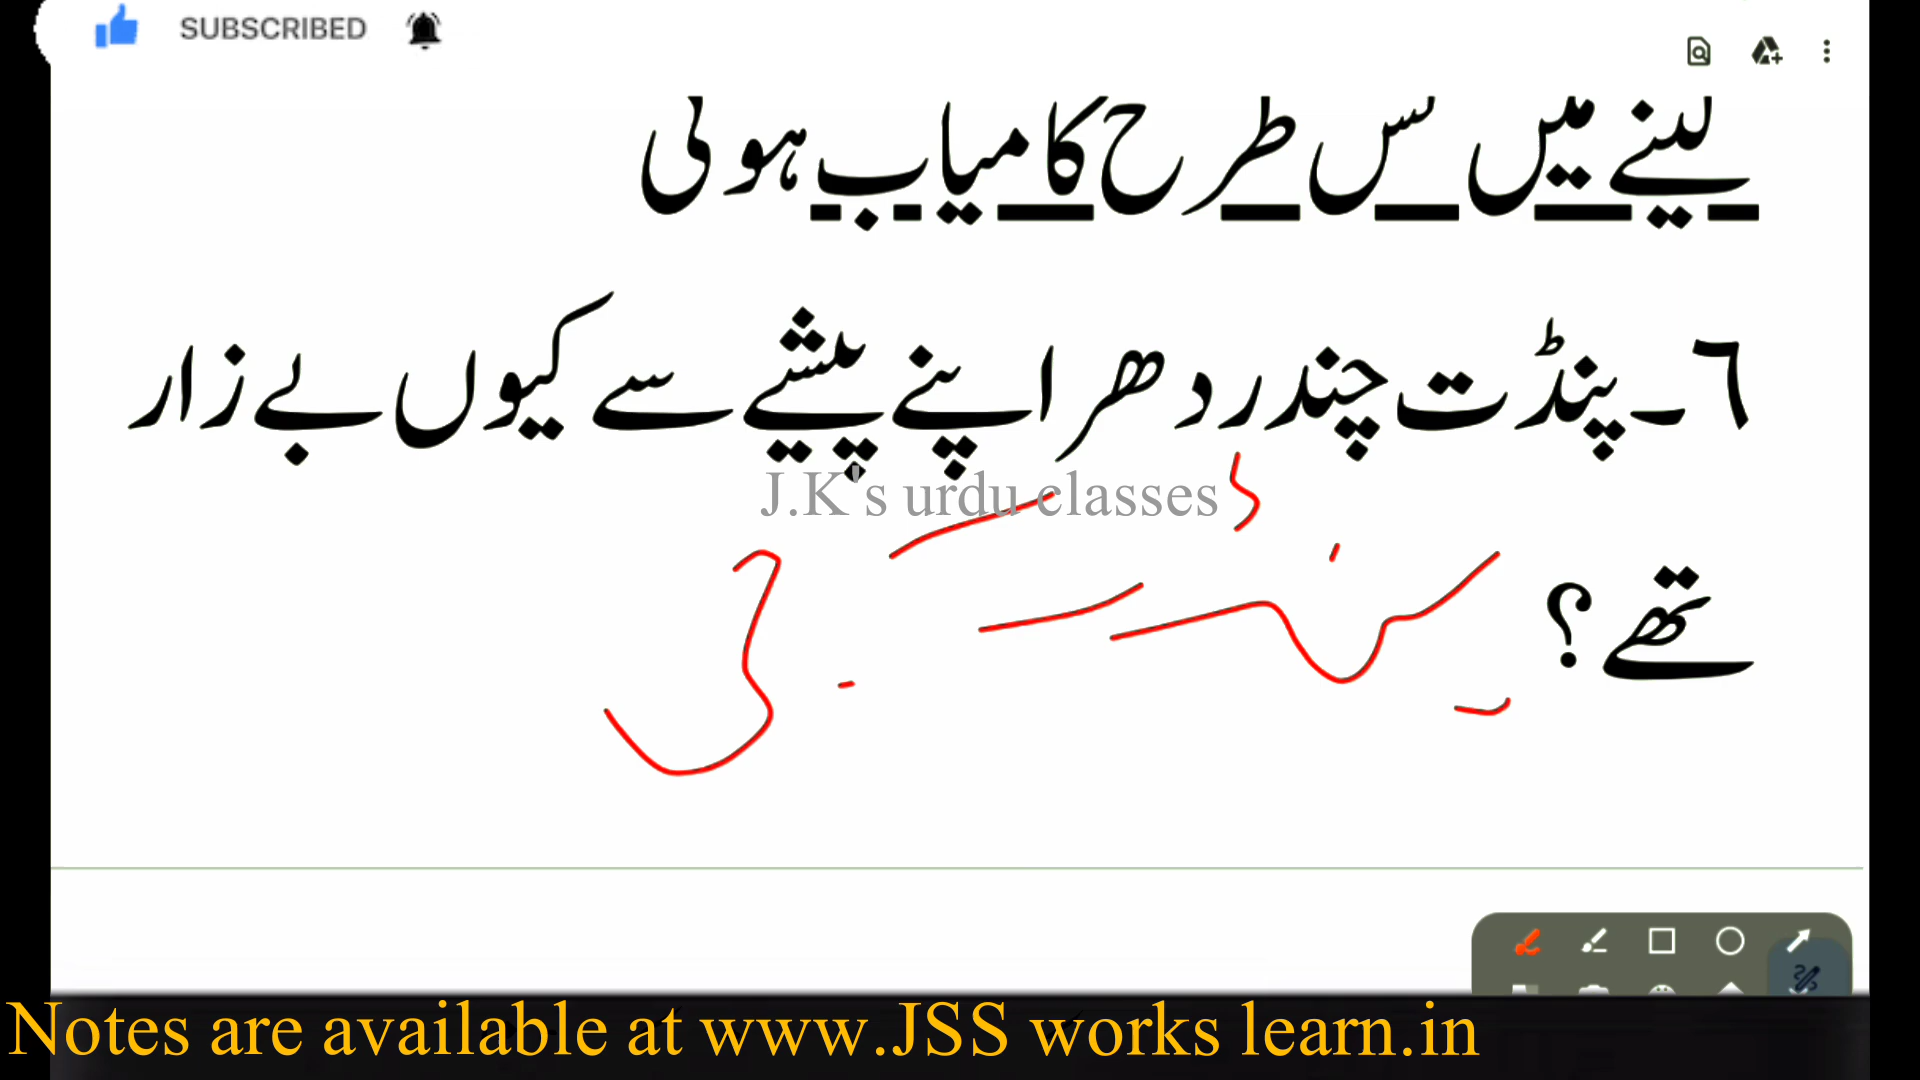 SUBSCRIBED
لینے میں کس طرح کامیاب ہوئی
٦۔ پنڈت چندر دھر اپنے پیشے سے کیوں بے زار
J.K's urdu classes
تھے؟
Notes are available at www.JSS works learn.in